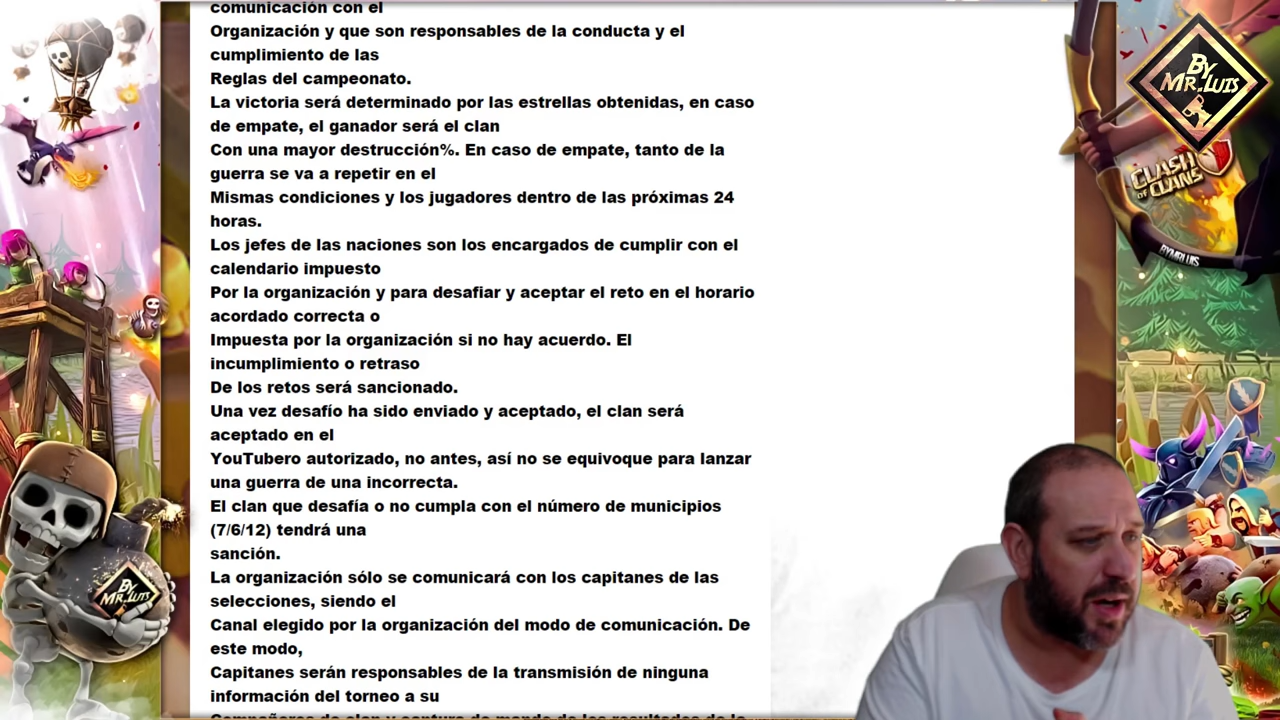 comunicación con el
Organización y que son responsables de la conducta y el
cumplimiento de las
Reglas del campeonato.
La victoria será determinado por las estrellas obtenidas, en caso
de empate, el ganador será el clan
Con una mayor destrucción%. En caso de empate, tanto de la
guerra se va a repetir en el
Mismas condiciones y los jugadores dentro de las próximas 24
horas.
Los jefes de las naciones son los encargados de cumplir con el
calendario impuesto
Por la organización y para desafiar y aceptar el reto en el horario
acordado correcta o
Impuesta por la organización si no hay acuerdo. El
incumplimiento o retraso
De los retos será sancionado.
Una vez desafío ha sido enviado y aceptado, el clan será
aceptado en el
YouTubero autorizado, no antes, así no se equivoque para lanzar
una guerra de una incorrecta.
El clan que desafía o no cumpla con el número de municipios
(7/6/12) tendrá una
sanción.
La organización sólo se comunicará con los capitanes de las
selecciones, siendo el
Canal elegido por la organización del modo de comunicación. De
este modo,
Capitanes serán responsables de la transmisión de ninguna
información del torneo a su
BY
MR.LUIS
CLASH
OF CLANS
BYMRLUIS
BY
MR.LUIS